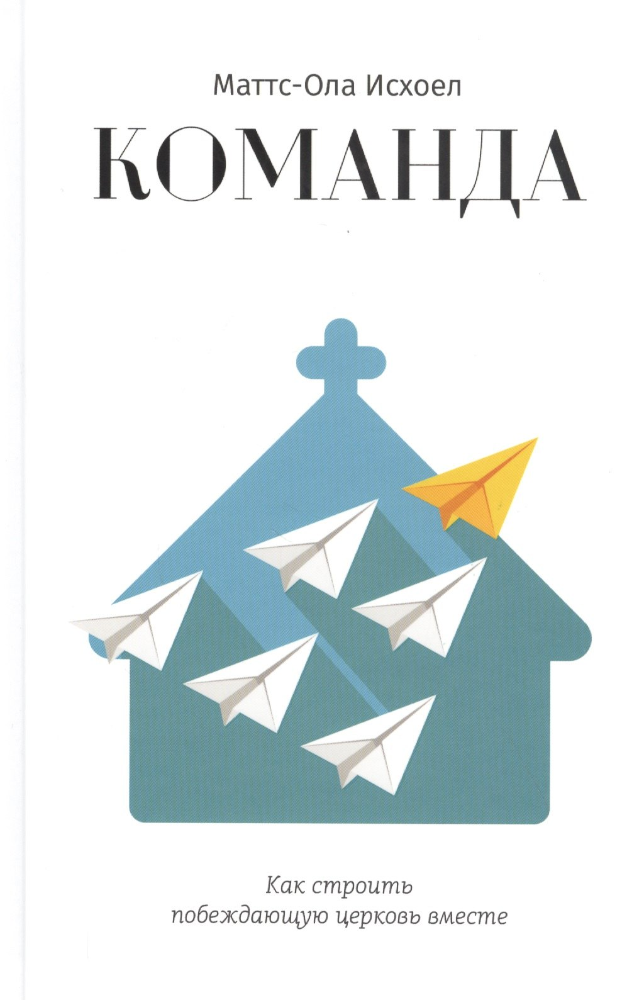 Маттс-Ола Исхоел
КОМАНДА
Как строить
побеждающую церковь вместе